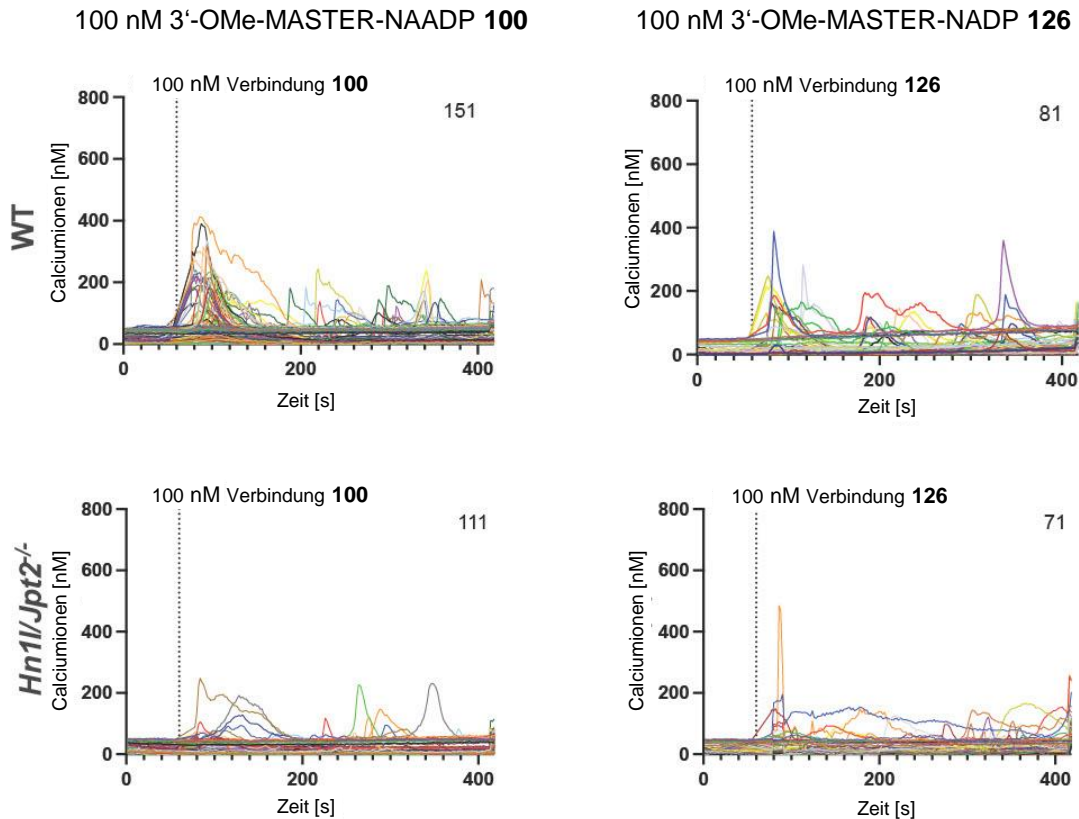 100 nM 3‘-OMe-MASTER-NAADP 100
100 nM 3‘-OMe-MASTER-NADP 126
WT
100 nM Verbindung 100
151
Calciumionen [nM]
800
600
400
200
0
0
200
400
Zeit [s]
100 nM Verbindung 126
81
Calciumionen [nM]
800
600
400
200
0
0
200
400
Zeit [s]
Hn1l/Jpt2-/-
100 nM Verbindung 100
111
Calciumionen [nM]
800
600
400
200
0
0
200
400
Zeit [s]
100 nM Verbindung 126
71
Calciumionen [nM]
800
600
400
200
0
0
200
400
Zeit [s]